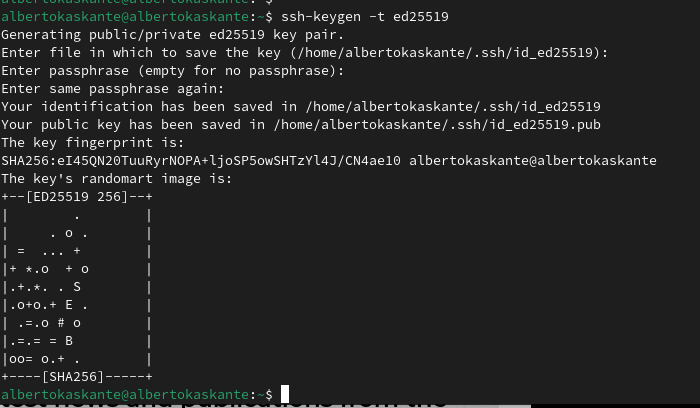 albertokaskante@albertokaskante:~$ ssh-keygen -t ed25519
Generating public/private ed25519 key pair.
Enter file in which to save the key (/home/albertokaskante/.ssh/id_ed25519):
Enter passphrase (empty for no passphrase):
Enter same passphrase again:
Your identification has been saved in /home/albertokaskante/.ssh/id_ed25519
Your public key has been saved in /home/albertokaskante/.ssh/id_ed25519.pub
The key fingerprint is:
SHA256:eI45QN20TuuRyrNOPA+ljoSP5owSHTzYl4J/CN4ae10 albertokaskante@albertokaskante
The key's randomart image is:
+--[ED25519 256]--+
|        .        |
|     . o .       |
| =  ... +        |
|+ *.o  + o       |
|.+.*. . S        |
|.o+o.+ E .       |
| .=.o # o        |
|.=.= = B         |
|oo= o.+ .        |
+----[SHA256]-----+
albertokaskante@albertokaskante:~$